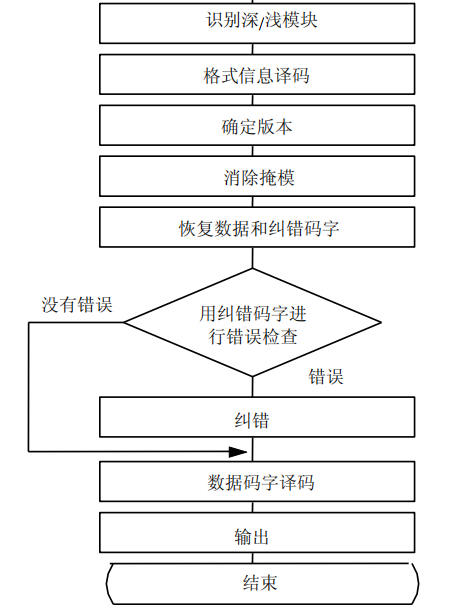 识别深/浅模块
格式信息译码
确定版本
消除掩模
恢复数据和纠错码字
没有错误
用纠错码字进
行错误检查
错误
纠错
数据码字译码
输出
结束